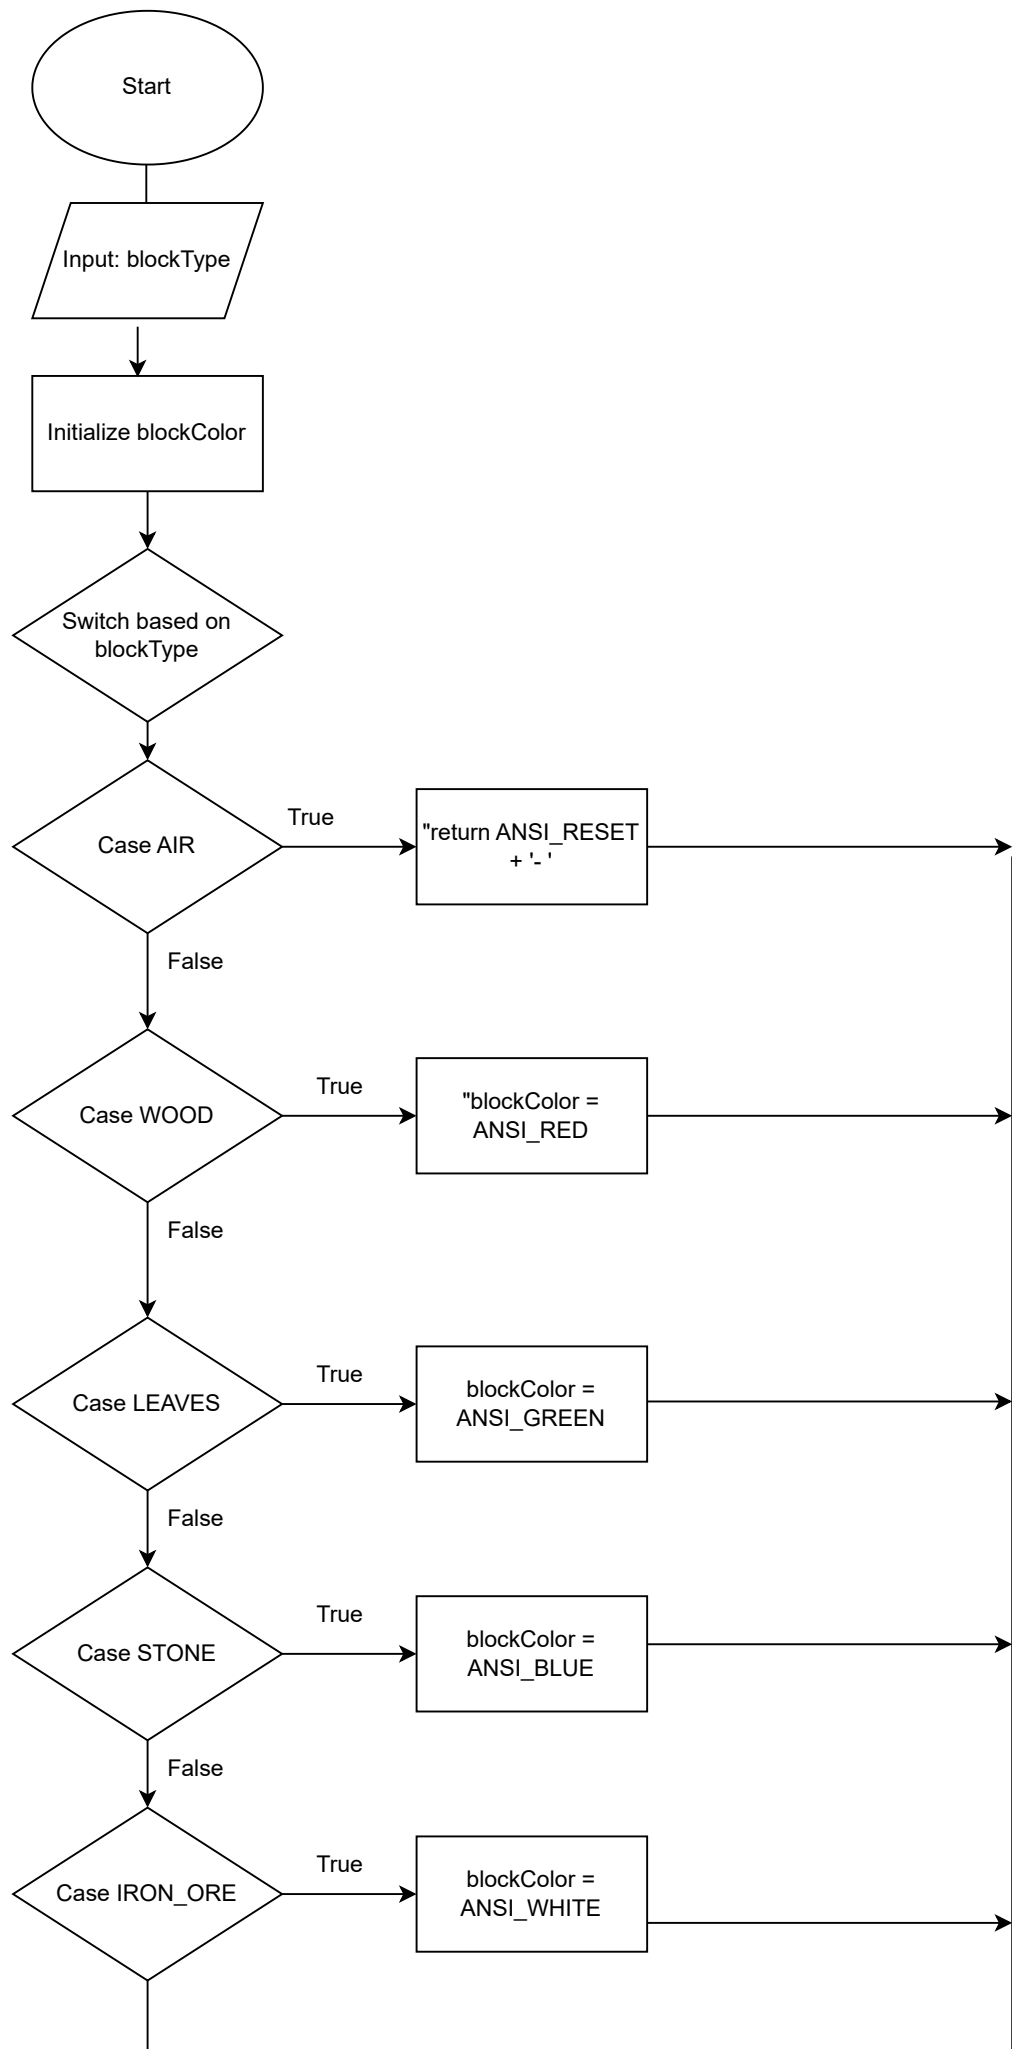 Start
Input: blockType
Initialize blockColor
Switch based on
blockType
Case AIR
True
"return ANSI_RESET
+ '- '
False
Case WOOD
True
"blockColor =
ANSI_RED
False
Case LEAVES
True
blockColor =
ANSI_GREEN
False
Case STONE
True
blockColor =
ANSI_BLUE
False
Case IRON_ORE
True
blockColor =
ANSI_WHITE